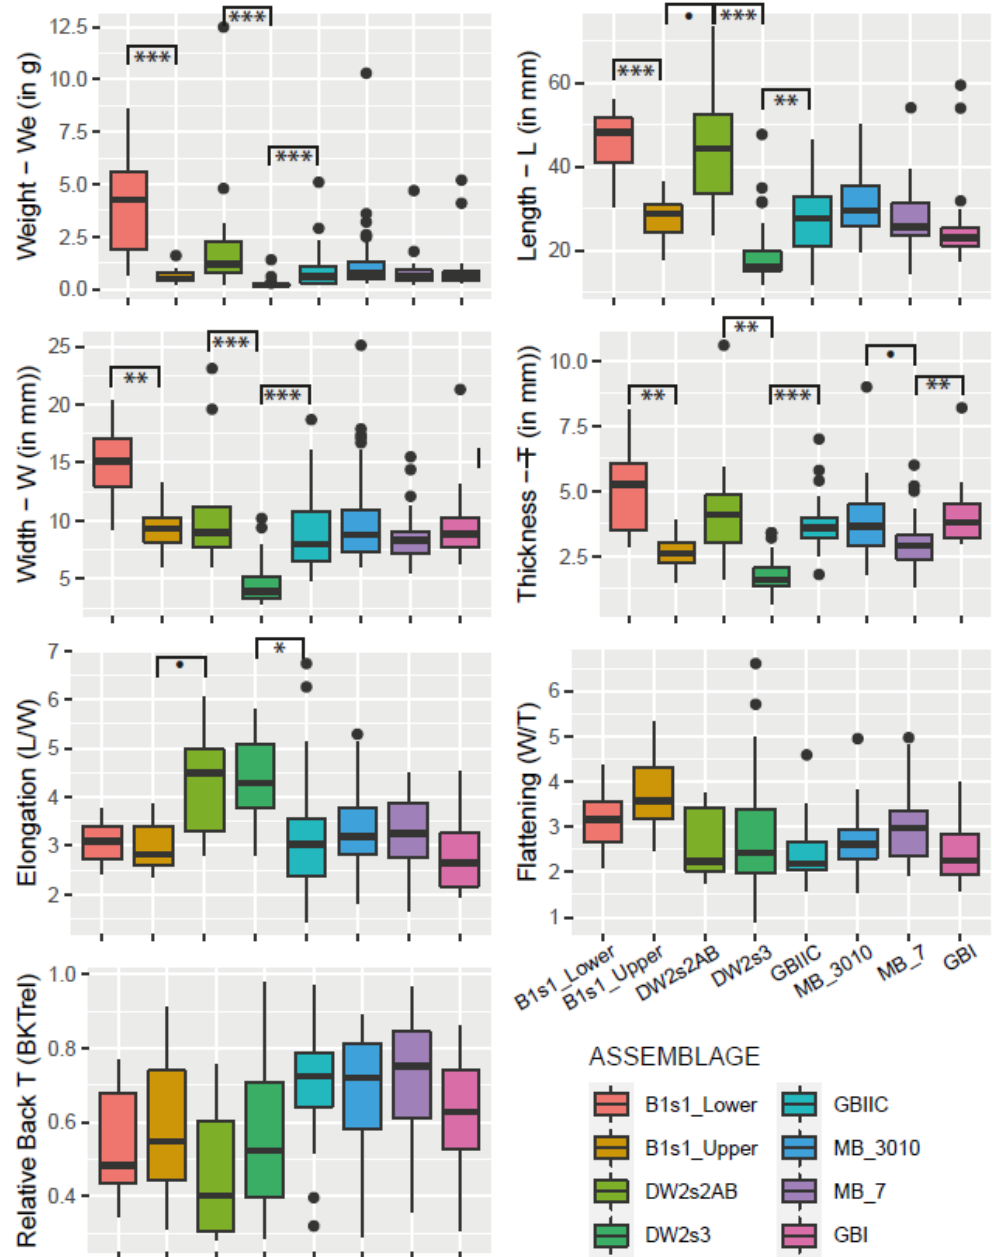 Weight − We (in g)
12.5
10.0
7.5
5.0
2.5
0.0
***
***
***
Length − L (in mm)
60
40
20
***
•
***
**
Width − W (in mm))
25
20
15
10
5
**
***
***
Thickness −T (in mm))
10.0
7.5
5.0
2.5
**
**
***
•
**
Elongation (L/W)
7
6
5
4
3
2
•
*
Flattening (W/T)
6
5
4
3
2
1
B1s1_Lower
B1s1_Upper
DW2s2AB
DW2s3
GBIIC
MB_3010
MB_7
GBI
Relative Back T (BKTrel)
1.0
0.8
0.6
0.4
ASSEMBLAGE
B1s1_Lower
B1s1_Upper
DW2s2AB
DW2s3
GBIIC
MB_3010
MB_7
GBI